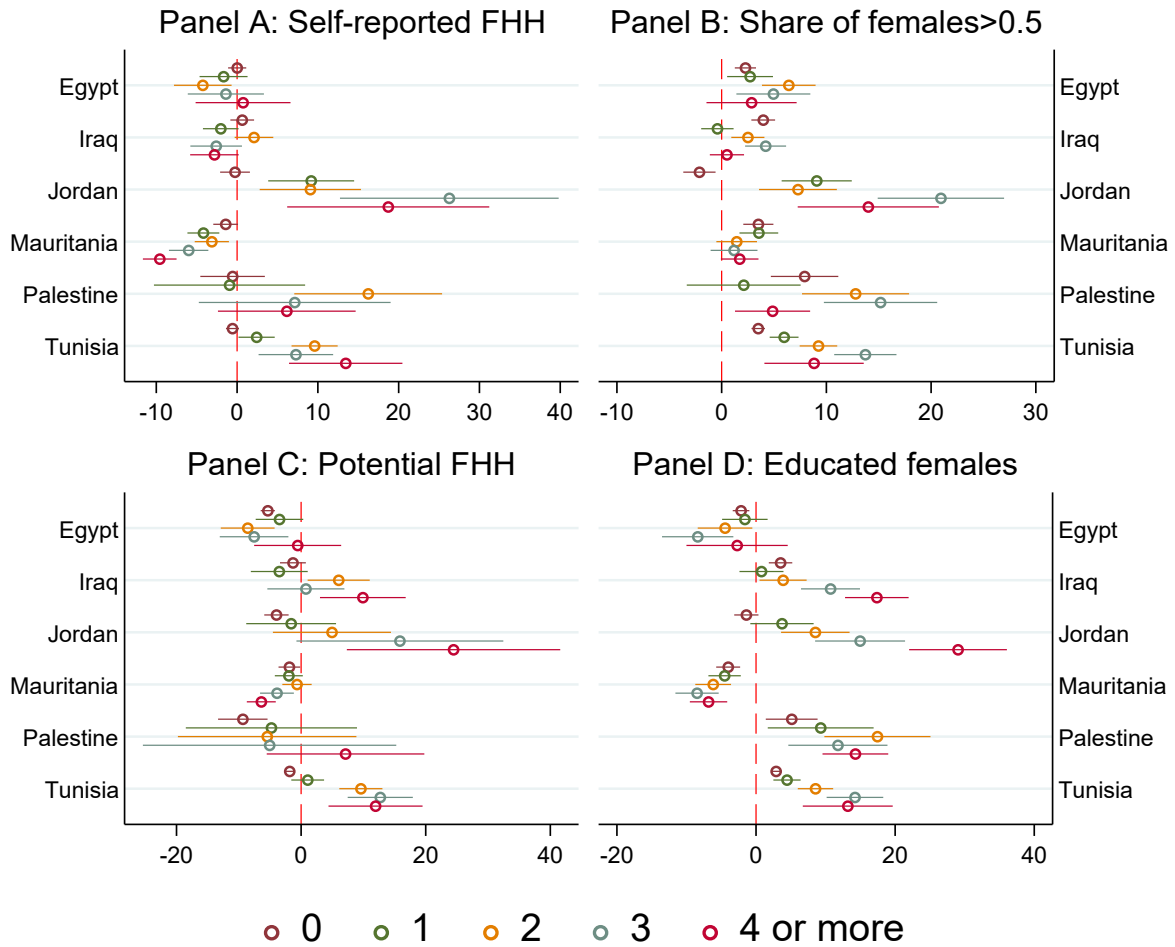 Panel A: Self-reported FHH
Panel B: Share of females>0.5
Egypt
Iraq
Jordan
Mauritania
Palestine
Tunisia
-10 0 10 20 30 40
Egypt
Iraq
Jordan
Mauritania
Palestine
Tunisia
-10 0 10 20 30
Panel C: Potential FHH
Panel D: Educated females
Egypt
Iraq
Jordan
Mauritania
Palestine
Tunisia
-20 0 20 40
Egypt
Iraq
Jordan
Mauritania
Palestine
Tunisia
-20 0 20 40
0 1 2 3 4 or more